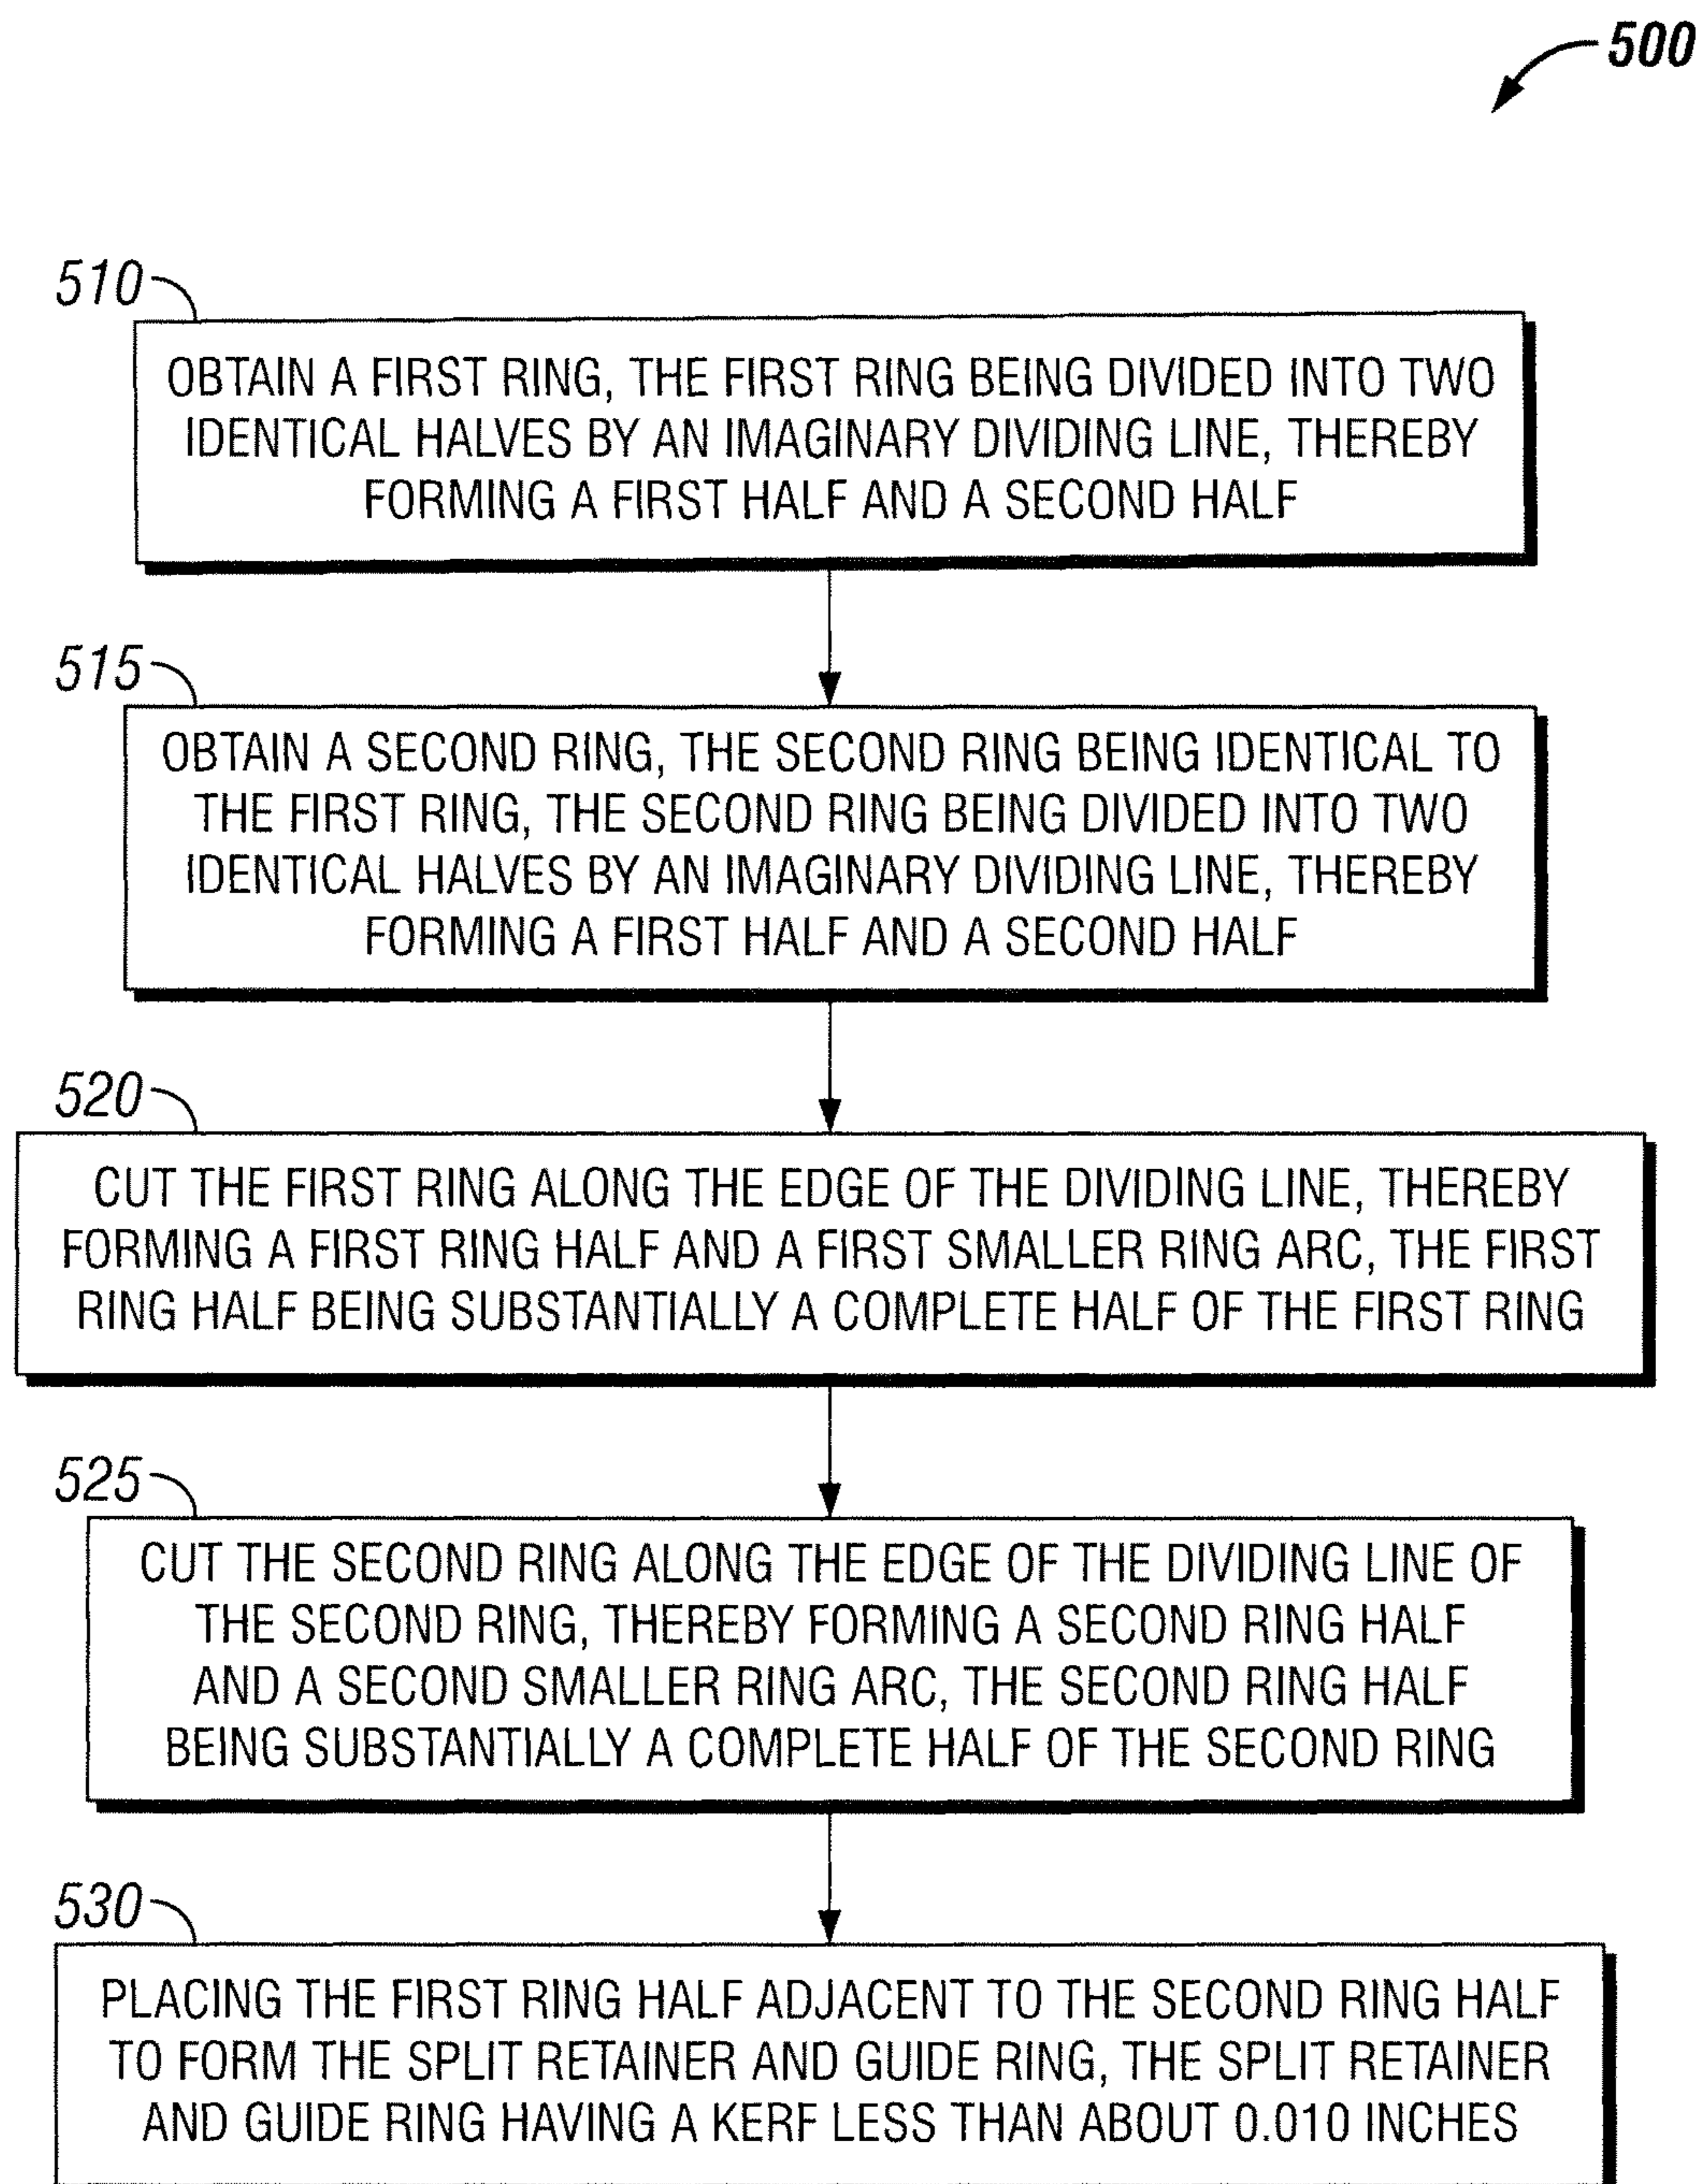 500
510
OBTAIN A FIRST RING, THE FIRST RING BEING DIVIDED INTO TWO
IDENTICAL HALVES BY AN IMAGINARY DIVIDING LINE, THEREBY
FORMING A FIRST HALF AND A SECOND HALF
515
OBTAIN A SECOND RING, THE SECOND RING BEING IDENTICAL TO
THE FIRST RING, THE SECOND RING BEING DIVIDED INTO TWO
IDENTICAL HALVES BY AN IMAGINARY DIVIDING LINE, THEREBY
FORMING A FIRST HALF AND A SECOND HALF
520
CUT THE FIRST RING ALONG THE EDGE OF THE DIVIDING LINE, THEREBY
FORMING A FIRST RING HALF AND A FIRST SMALLER RING ARC, THE FIRST
RING HALF BEING SUBSTANTIALLY A COMPLETE HALF OF THE FIRST RING
525
CUT THE SECOND RING ALONG THE EDGE OF THE DIVIDING LINE OF
THE SECOND RING, THEREBY FORMING A SECOND RING HALF
AND A SECOND SMALLER RING ARC, THE SECOND RING HALF
BEING SUBSTANTIALLY A COMPLETE HALF OF THE SECOND RING
530
PLACING THE FIRST RING HALF ADJACENT TO THE SECOND RING HALF
TO FORM THE SPLIT RETAINER AND GUIDE RING, THE SPLIT RETAINER
AND GUIDE RING HAVING A KERF LESS THAN ABOUT 0.010 INCHES